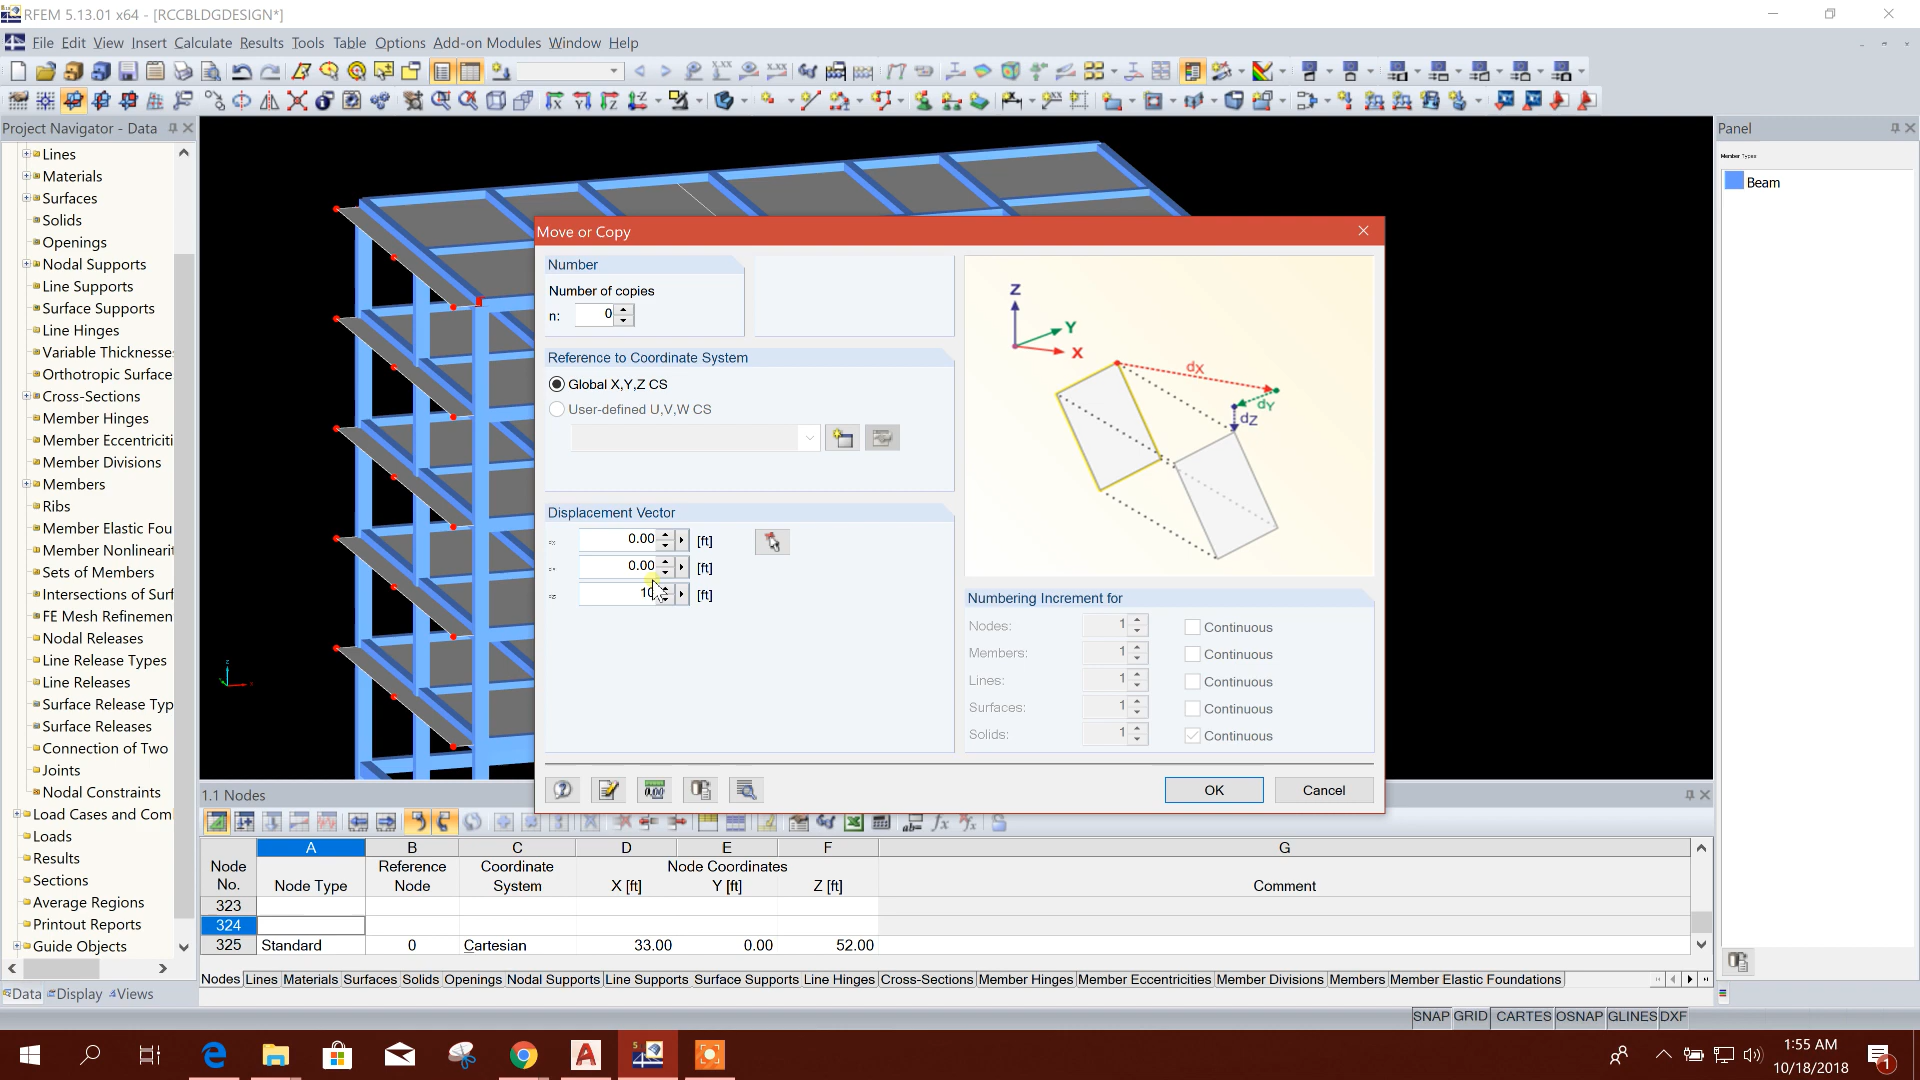 RFEM 5.13.01 x64 - [RCCBLDGDESIGN*]
File Edit View Insert Calculate Results Tools Table Options Add-on Modules Window Help
Project Navigator - Data
Lines
Materials
Surfaces
Solids
Openings
Nodal Supports
Line Supports
Surface Supports
Line Hinges
Variable Thicknesse
Orthotropic Surface
Cross-Sections
Member Hinges
Member Eccentriciti
Member Divisions
Members
Ribs
Member Elastic Fou
Member Nonlineariti
Sets of Members
Intersections of Surf
FE Mesh Refinemen
Nodal Releases
Line Release Types
Line Releases
Surface Release Typ
Surface Releases
Connection of Two
Joints
Nodal Constraints
Load Cases and Com
Loads
Results
Sections
Average Regions
Printout Reports
Guide Objects
Data Display Views
Move or Copy
Number
Number of copies
n: 0
Reference to Coordinate System
Global X,Y,Z CS
User-defined U,V,W CS
Displacement Vector
0.00 [ft]
0.00 [ft]
10 [ft]
Z
Y
X
dX
dY
dZ
Numbering Increment for
Nodes: 1 Continuous
Members: 1 Continuous
Lines: 1 Continuous
Surfaces: 1 Continuous
Solids: 1 Continuous
0.00
OK Cancel
Panel
Member Types
Beam
1.1 Nodes
A B C D E F G
Node No. Node Type Reference Node Coordinate System Node Coordinates X [ft] Y [ft] Z [ft] Comment
323
324
325 Standard 0 Cartesian 33.00 0.00 52.00
Nodes Lines Materials Surfaces Solids Openings Nodal Supports Line Supports Surface Supports Line Hinges Cross-Sections Member Hinges Member Eccentricities Member Divisions Members Member Elastic Foundations
SNAP GRID CARTES OSNAP GLINES DXF
1:55 AM
10/18/2018
1